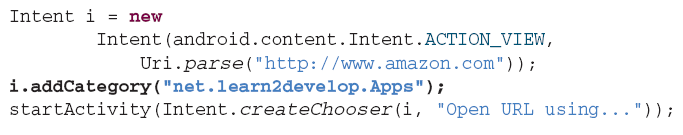 Intent i = new
Intent(android.content.Intent.ACTION_VIEW,
Uri.parse("http://www.amazon.com"));
i.addCategory("net.learn2develop.Apps");
startActivity(Intent.createChooser(i, "Open URL using..."));